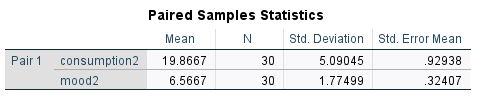 Paired Samples Statistics
Mean N Std. Deviation Std. Error Mean
Pair 1 consumption2 19.8667 30 5.09045 .92938
mood2 6.5667 30 1.77499 .32407